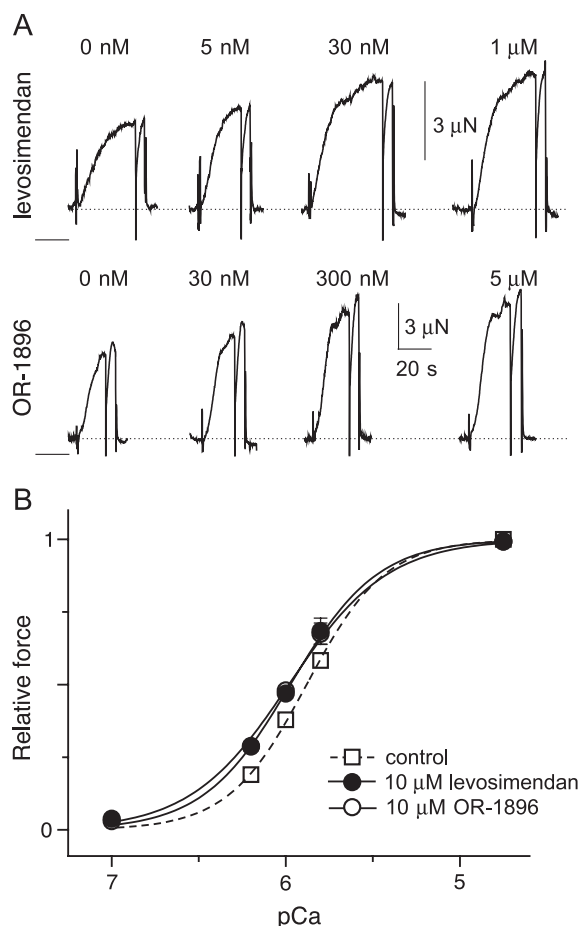 A
0 nM 5 nM 30 nM 1 μM
levosimendan
3 μN
0 nM 30 nM 300 nM 5 μM
OR-1896
3 μN
20 s
B
1
Relative force
0
control
10 μM levosimendan
10 μM OR-1896
7 6 5
pCa